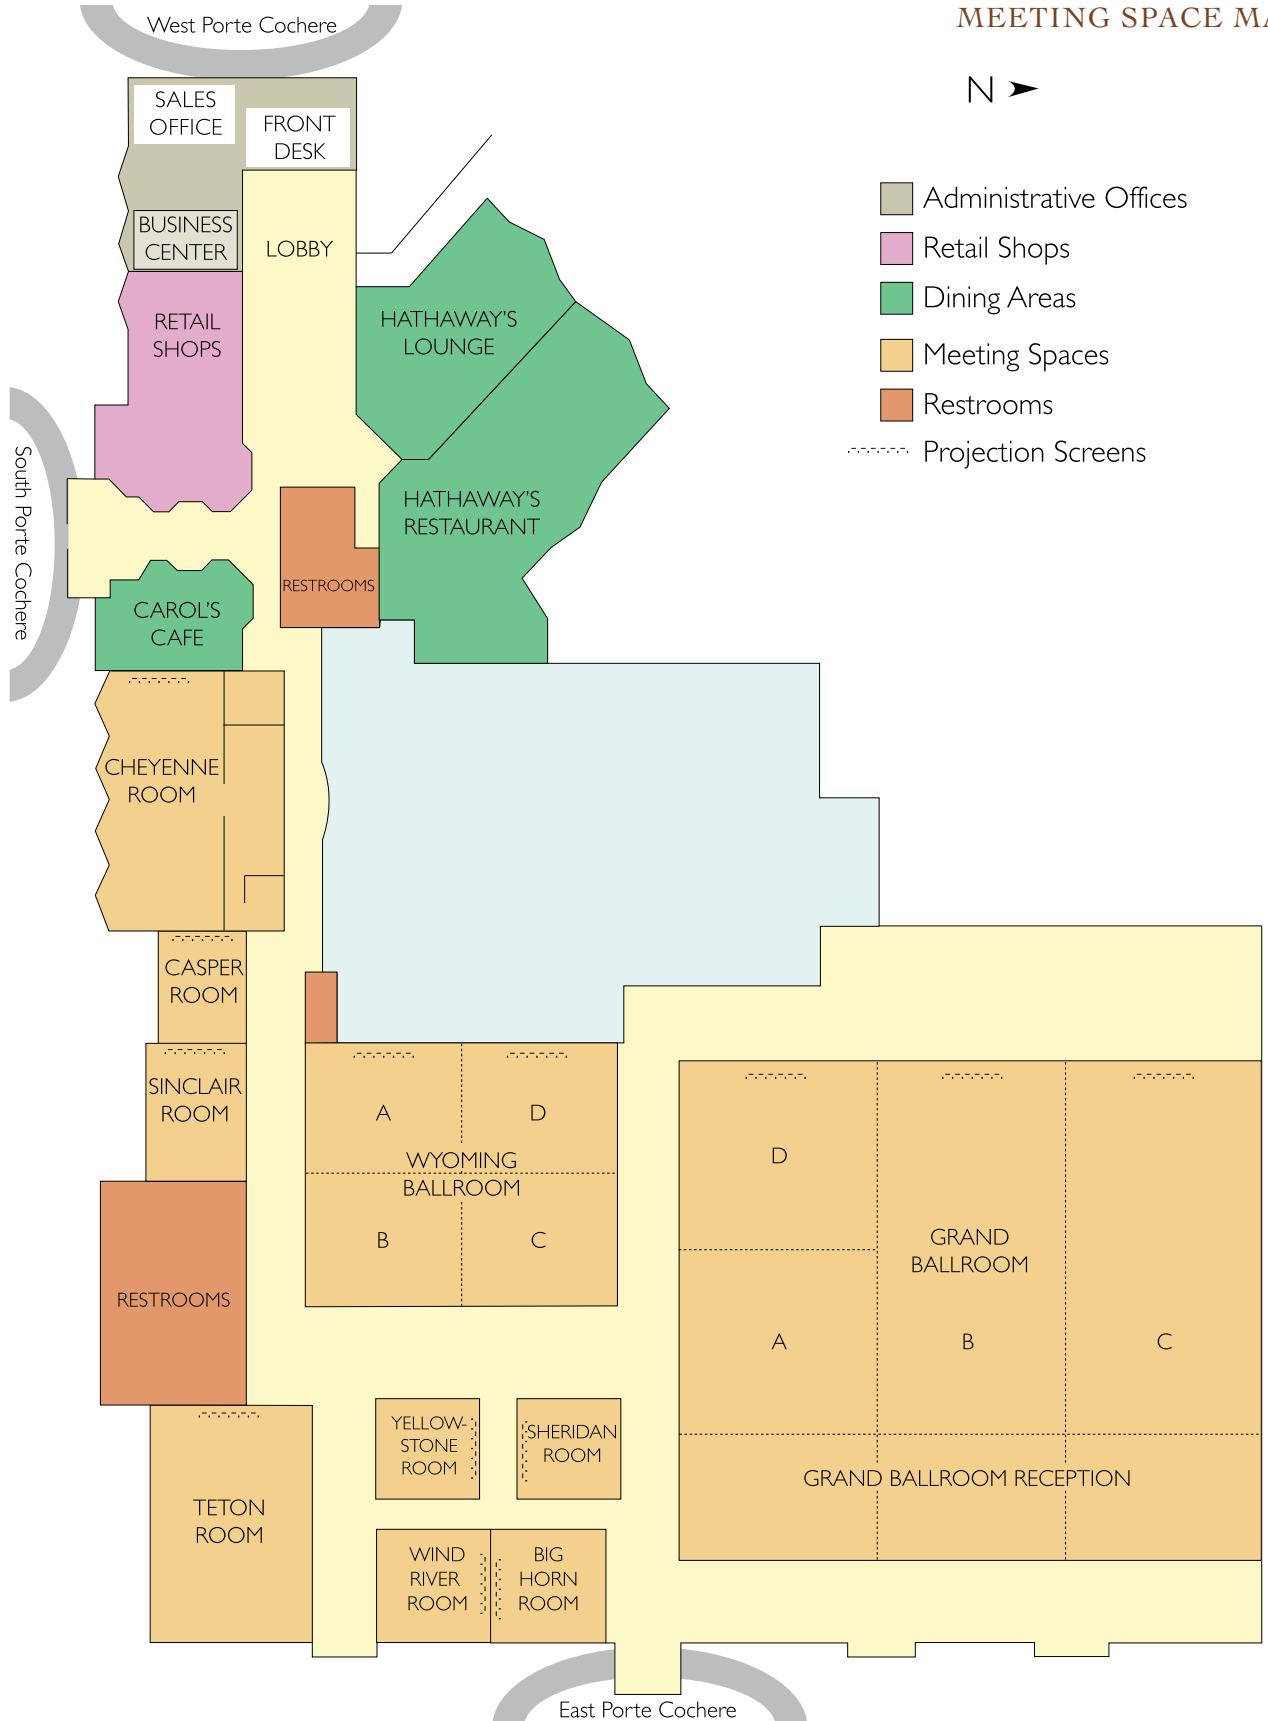 West Porte Cochere
MEETING SPACE MA
N
SALES
OFFICE
FRONT
DESK
BUSINESS
CENTER
LOBBY
Administrative Offices
Retail Shops
Dining Areas
Meeting Spaces
Restrooms
Projection Screens
RETAIL
SHOPS
HATHAWAY'S
LOUNGE
South Porte Cochere
HATHAWAY'S
RESTAURANT
RESTROOMS
CAROL'S
CAFE
CHEYENNE
ROOM
CASPER
ROOM
SINCLAIR
ROOM
A
D
WYOMING
BALLROOM
B
C
D
GRAND
BALLROOM
A
B
C
RESTROOMS
YELLOW-
STONE
ROOM
SHERIDAN
ROOM
GRAND BALLROOM RECEPTION
TETON
ROOM
WIND
RIVER
ROOM
BIG
HORN
ROOM
East Porte Cochere